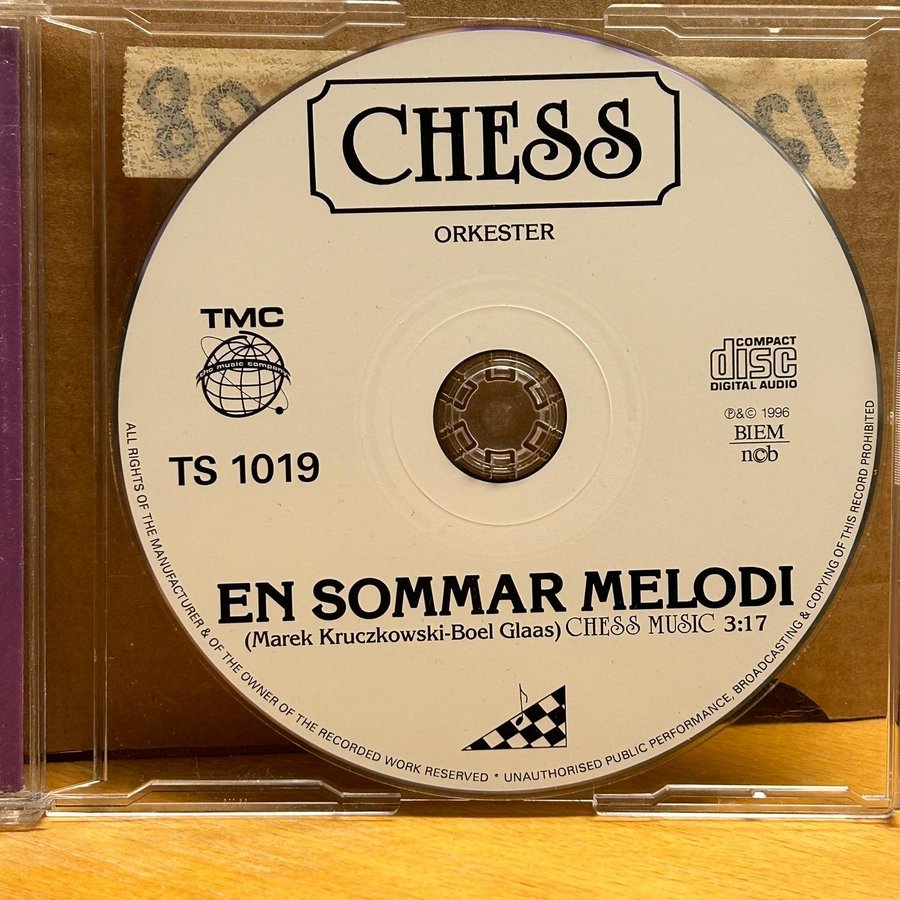 CHESS
ORKESTER
TMC
the music company
TS 1019
COMPACT
disc
DIGITAL AUDIO
℗&© 1996
BIEM
n©b
EN SOMMAR MELODI
(Marek Kruczkowski-Boel Glaas) CHESS MUSIC 3:17
ALL RIGHTS OF THE MANUFACTURER & OF THE OWNER OF THE RECORDED WORK RESERVED * UNAUTHORISED PUBLIC PERFORMANCE, BROADCASTING & COPYING OF THIS RECORD PROHIBITED